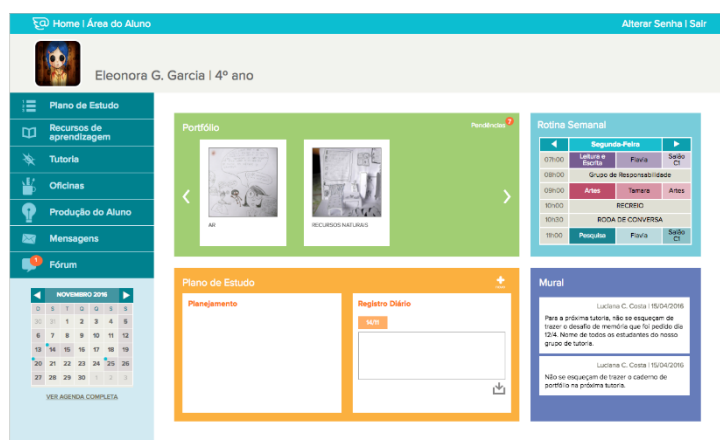 Home | Área do Aluno
Alterar Senha | Sair
Eleonora G. Garcia | 4º ano
Plano de Estudo
Recursos de
aprendizagem
Tutoria
Oficinas
Produção do Aluno
Mensagens
1
Fórum
NOVEMBRO 2016
D S T Q Q S S
30 31 1 2 3 4 5
6 7 8 9 10 11 12
13 14 15 16 17 18 19
20 21 22 23 24 25 26
27 28 29 30 1 2 3
VER AGENDA COMPLETA
Portfólio
Pendências 7
AR
RECURSOS NATURAIS
Rotina Semanal
Segunda-Feira
07h00 Leitura e Escrita Flavia Salão C1
08h00 Grupo de Responsabilidade
09h00 Artes Tamara Artes
10h00 RECREIO
10h30 RODA DE CONVERSA
11h00 Pesquisa Flavia Salão C1
Plano de Estudo
Planejamento
Registro Diário
14/11
Mural
Luciana C. Costa | 15/04/2016
Para a próxima tutoria, não se esqueçam de
trazer o desafio de memória que foi pedido dia
12/4. Nome de todos os estudantes do nosso
grupo de tutoria.
Luciana C. Costa | 15/04/2016
Não se esqueçam de trazer o caderno de
portfólio na próxima tutoria.